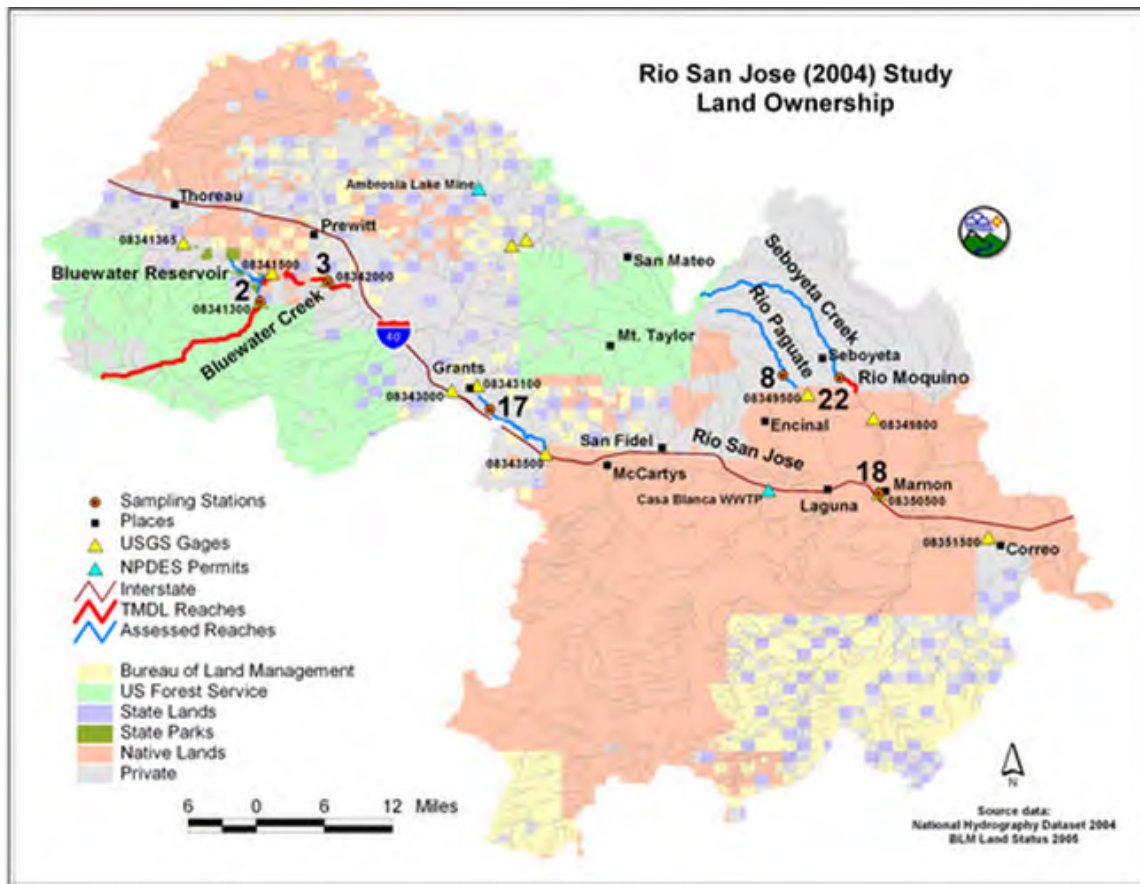 Rio San Jose (2004) Study
Land Ownership
Ambrosia Lake Mine
Thoreau
Prewitt
08341365
Bluewater Reservoir
08341500
3
08342000
2
08341300
Bluewater Creek
San Mateo
Seboyeta Creek
Rio Paguate
Mt. Taylor
Seboyeta
8
Rio Moquino
08349500
22
40
Grants
08343100
08343000
17
Encinal
08349800
San Fidel
Rio San Jose
08343500
McCartys
18
Marnon
Casa Blanca WWTP
Laguna
08350500
08351500
Correo
Sampling Stations
Places
USGS Gages
NPDES Permits
Interstate
TMDL Reaches
Assessed Reaches
Bureau of Land Management
US Forest Service
State Lands
State Parks
Native Lands
Private
6 0 6 12 Miles
N
Source data:
National Hydrography Dataset 2004
BLM Land Status 2005